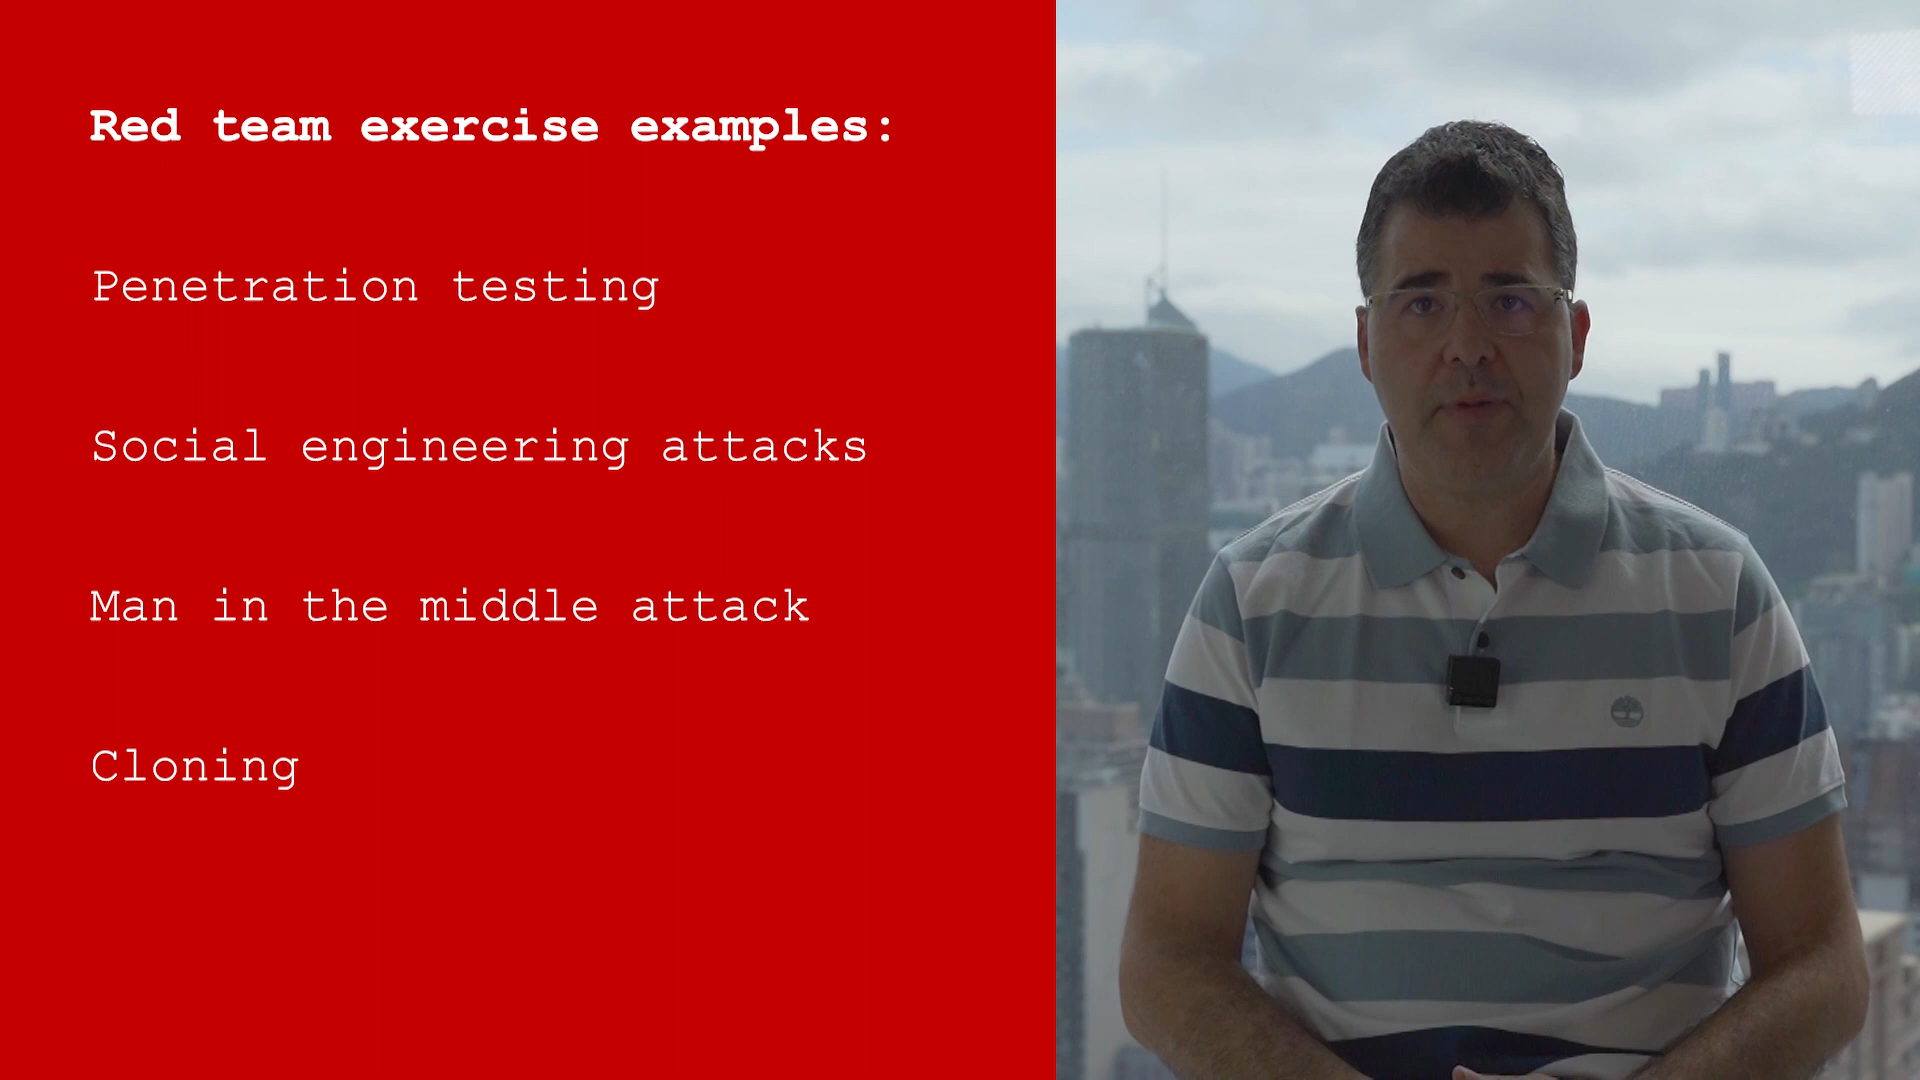 Red team exercise examples:
Penetration testing
Social engineering attacks
Man in the middle attack
Cloning